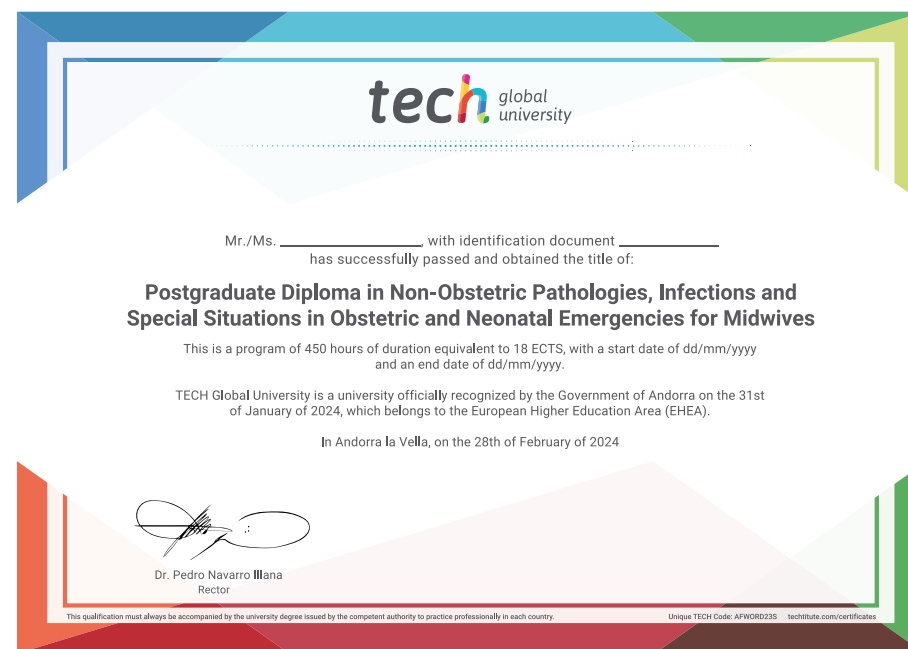 tech global university
Mr./Ms. ____________, with identification document ____________
has successfully passed and obtained the title of:
Postgraduate Diploma in Non-Obstetric Pathologies, Infections and
Special Situations in Obstetric and Neonatal Emergencies for Midwives
This is a program of 450 hours of duration equivalent to 18 ECTS, with a start date of dd/mm/yyyy
and an end date of dd/mm/yyyy.
TECH Global University is a university officially recognized by the Government of Andorra on the 31st
of January of 2024, which belongs to the European Higher Education Area (EHEA).
In Andorra la Vella, on the 28th of February of 2024
Dr. Pedro Navarro Illana
Rector
This qualification must always be accompanied by the university degree issued by the competent authority to practice professionally in each country.
Unique TECH Code: AFWORD23S techtitute.com/certificates